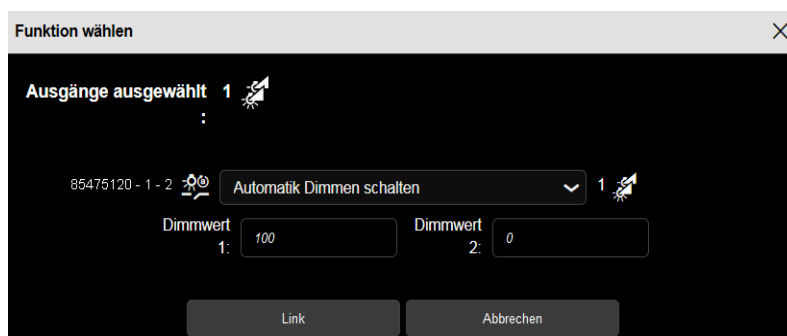 Funktion wählen
Ausgänge ausgewählt 1
:
85475120 - 1 - 2 Automatik Dimmen schalten 1
Dimmwert 1: 100 Dimmwert 2: 0
Link Abbrechen